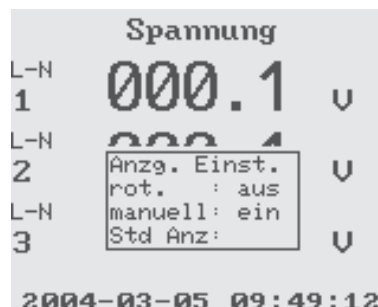 Spannung
L-N
1 000.1 V
L-N
2 V
Anzg. Einst.
rot. : aus
manuell: ein
Std Anz:
L-N
3 V
2004-03-05 09:49:12